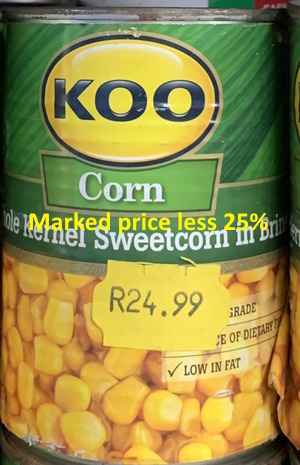 KOO
Corn
Marked price less 25%
Kernel Sweetcorn in
R24.99
GRADE
OF DIETARY
✓ LOW IN FAT